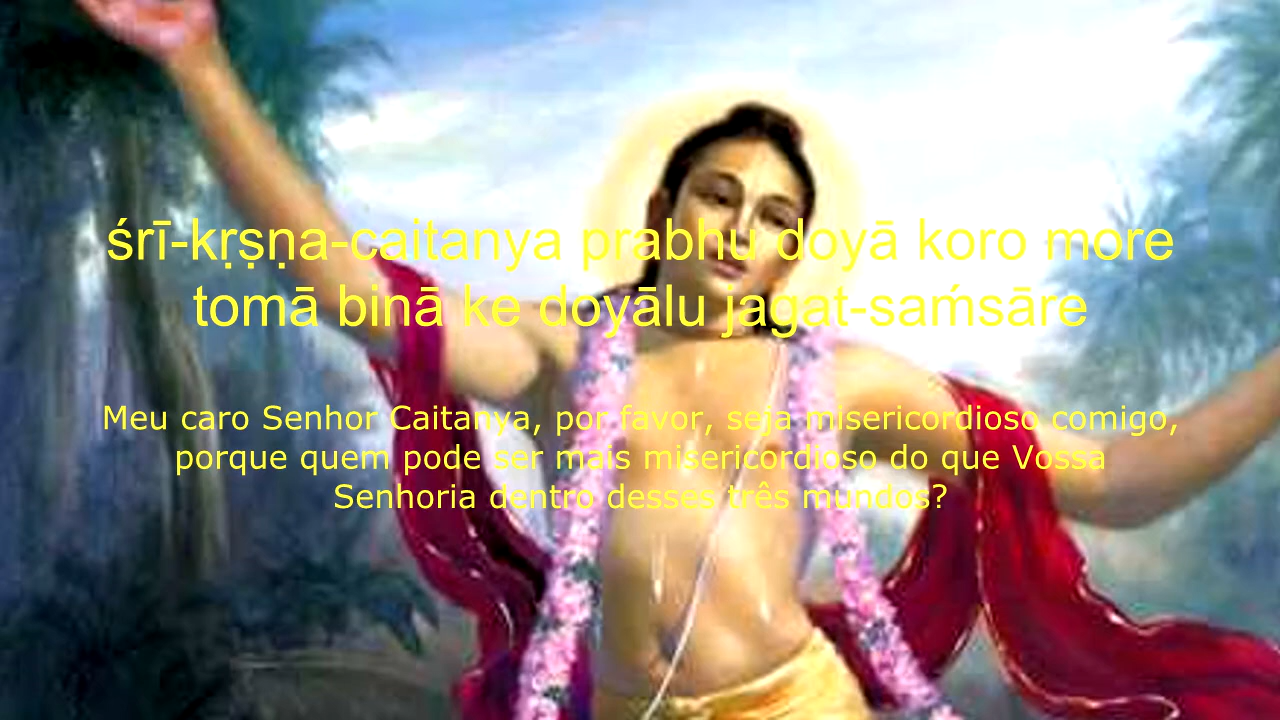 śrī-kṛṣṇa-caitanya prabhu doyā koro more
tomā binā ke doyālu jagat-saḿsāre
Meu caro Senhor Caitanya, por favor, seja misericordioso comigo,
porque quem pode ser mais misericordioso do que Vossa
Senhoria dentro desses três mundos?